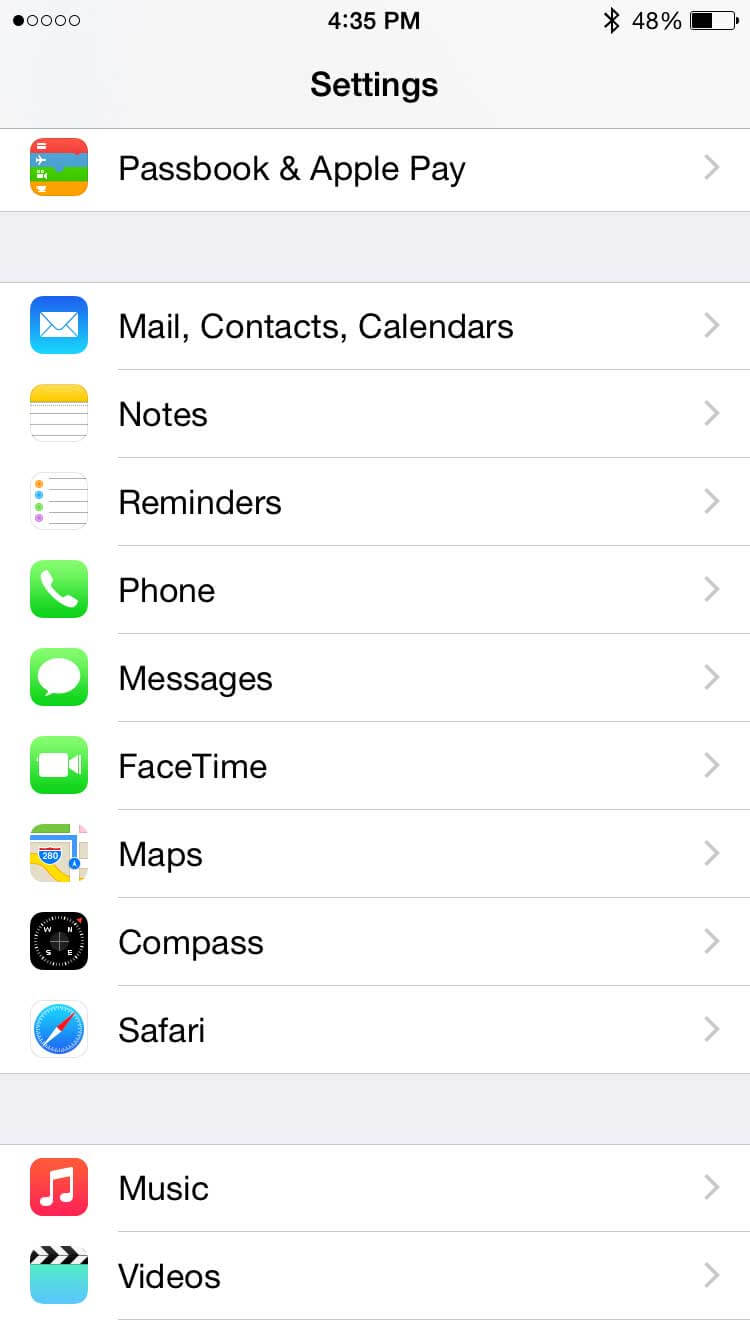 4:35 PM 48%
Settings
Passbook & Apple Pay
Mail, Contacts, Calendars
Notes
Reminders
Phone
Messages
FaceTime
280
Maps
W N
S E
Compass
Safari
Music
Videos